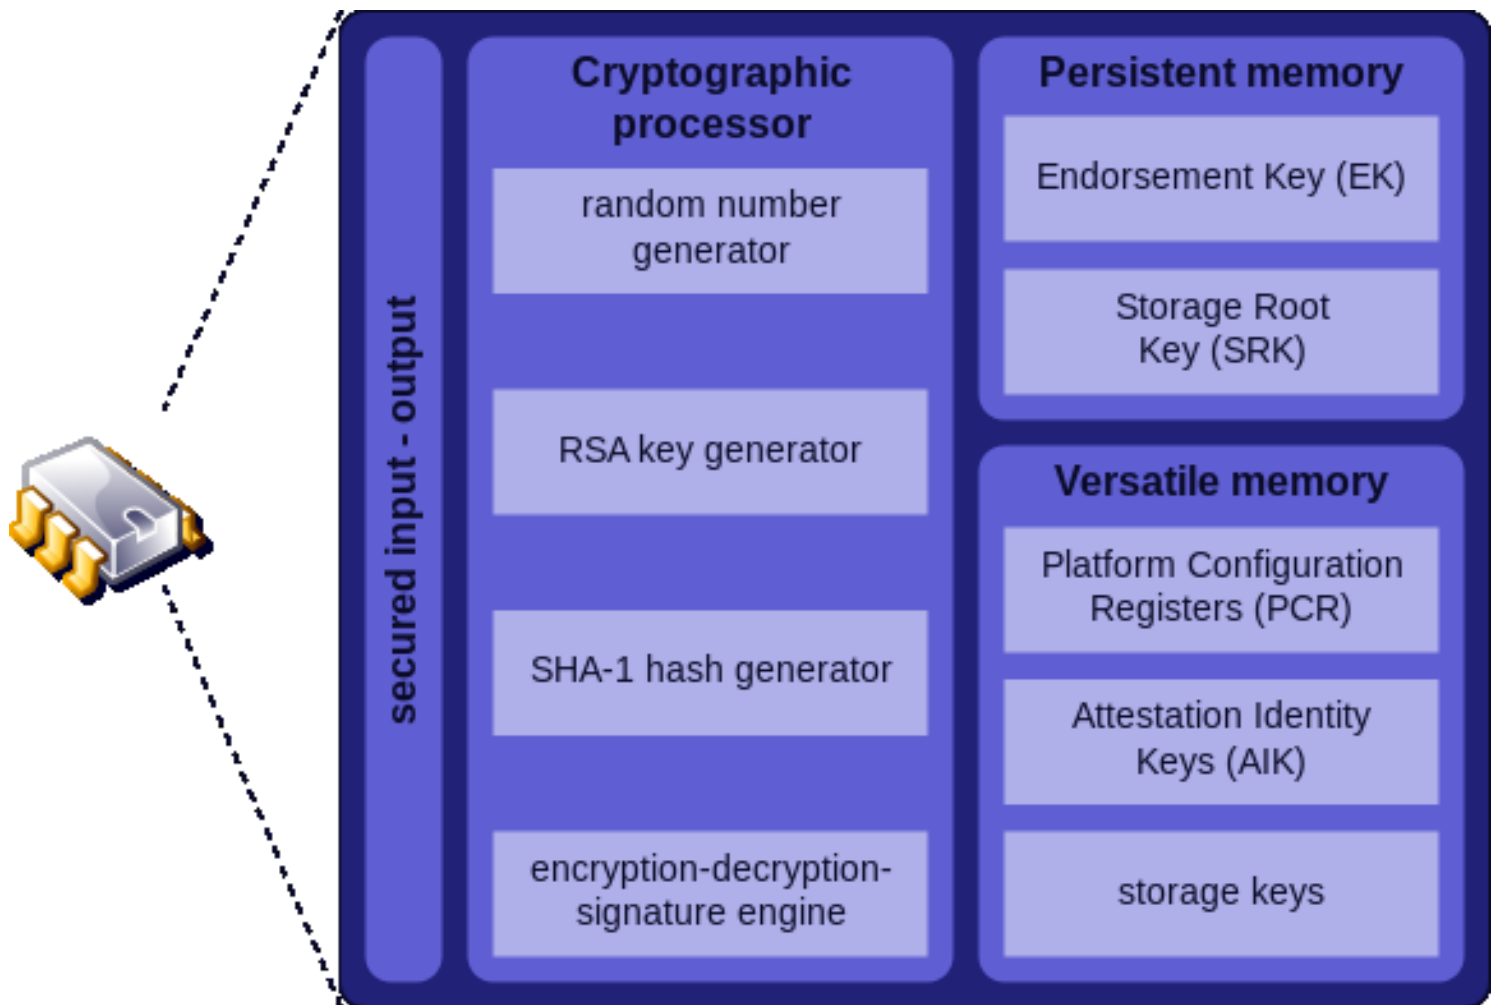 secured input - output
Cryptographic
processor
random number
generator
RSA key generator
SHA-1 hash generator
encryption-decryption-
signature engine
Persistent memory
Endorsement Key (EK)
Storage Root
Key (SRK)
Versatile memory
Platform Configuration
Registers (PCR)
Attestation Identity
Keys (AIK)
storage keys